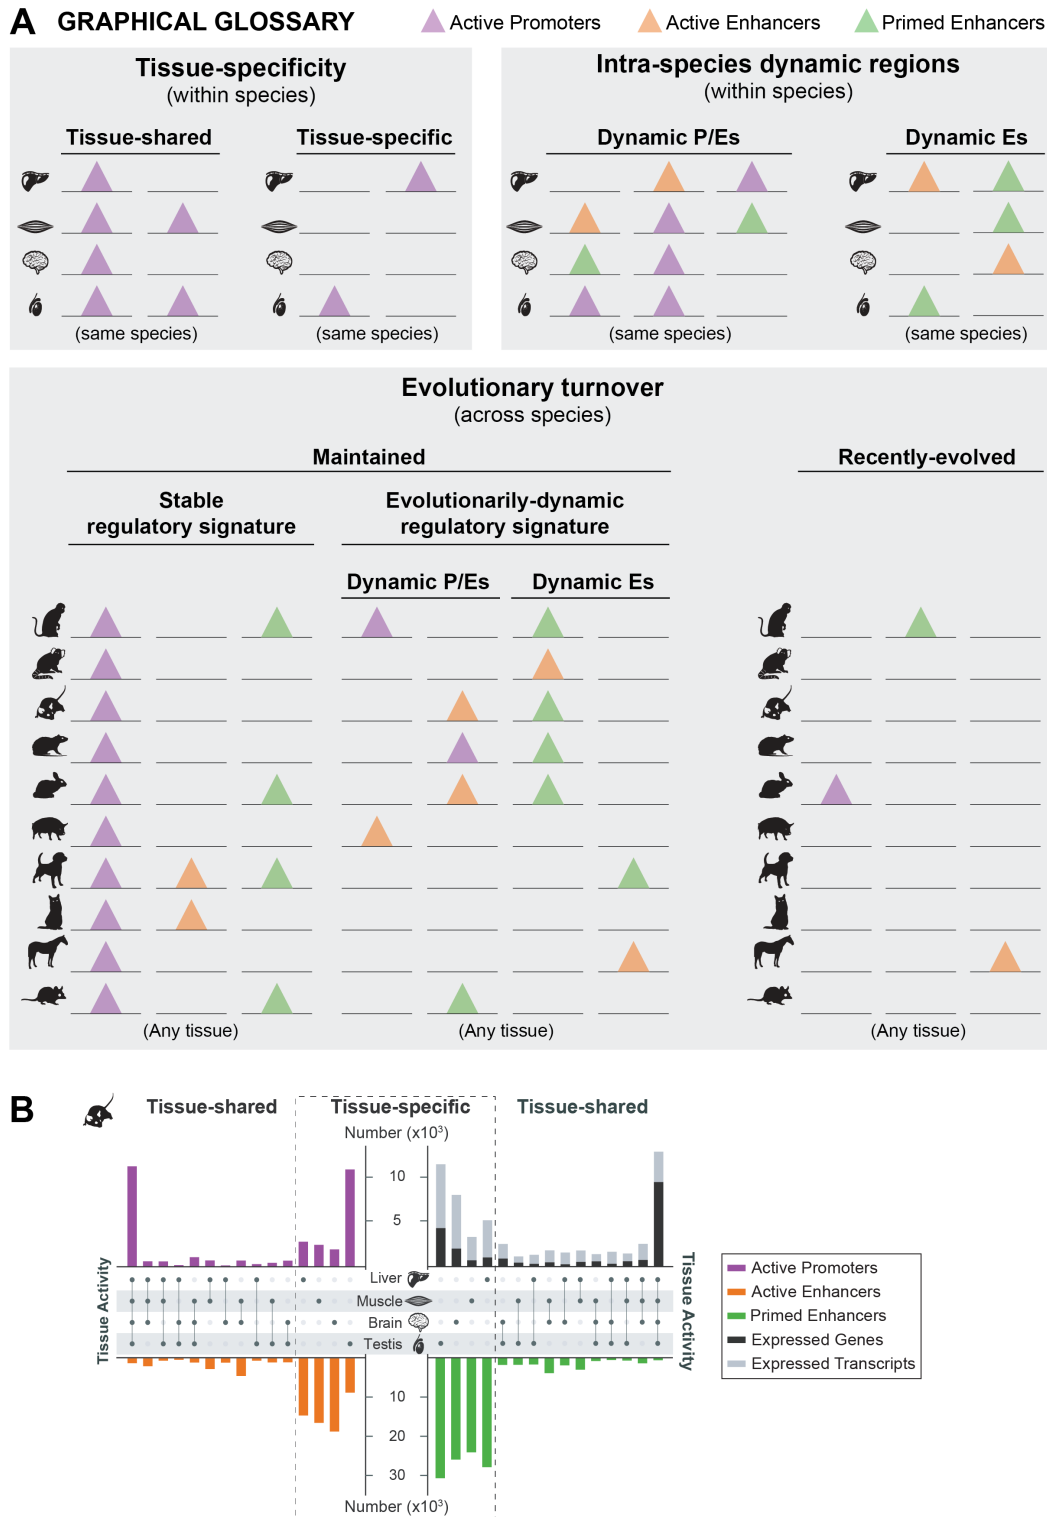 A GRAPHICAL GLOSSARY Active Promoters Active Enhancers Primed Enhancers
Tissue-specificity
(within species)
Tissue-shared Tissue-specific
(same species) (same species)
Intra-species dynamic regions
(within species)
Dynamic P/Es Dynamic Es
(same species) (same species)
Evolutionary turnover
(across species)
Maintained Recently-evolved
Stable
regulatory signature
Evolutionarily-dynamic
regulatory signature
Dynamic P/Es Dynamic Es
(Any tissue) (Any tissue) (Any tissue)
B Tissue-shared Tissue-specific Tissue-shared
Number (x10³)
10
5
Tissue Activity
Liver
Muscle
Brain
Testis
Tissue Activity
10
20
30
Number (x10³)
Active Promoters
Active Enhancers
Primed Enhancers
Expressed Genes
Expressed Transcripts